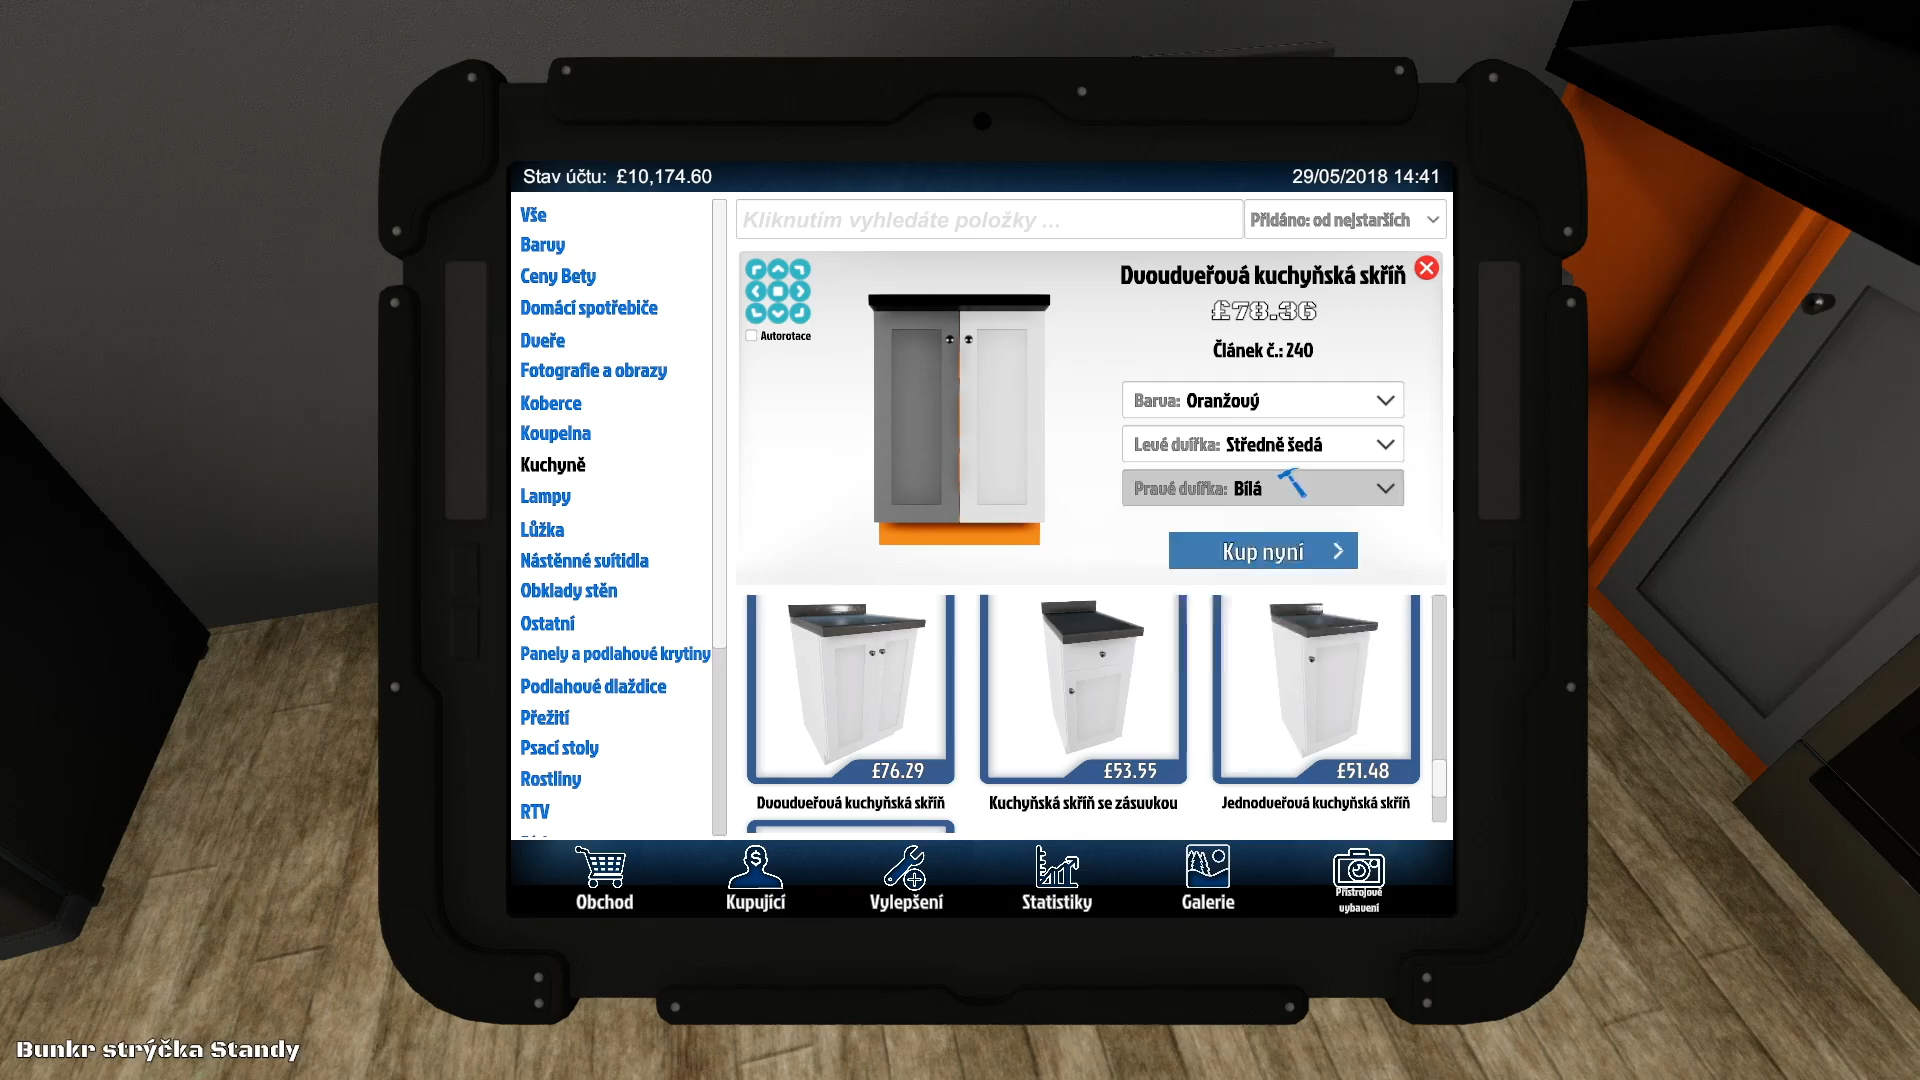 Stav účtu: £10,174.60
29/05/2018 14:41
Vše
Barvy
Ceny Bety
Domácí spotřebiče
Dveře
Fotografie a obrazy
Koberce
Koupelna
Kuchyně
Lampy
Lůžka
Nástěnné svítidla
Obklady stěn
Ostatní
Panely a podlahové krytiny
Podlahové dlaždice
Přežití
Psací stoly
Rostliny
RTV
Kliknutím vyhledáte položky ...
Přidáno: od nejstarších
Autorotace
Dvoudveřová kuchyňská skříň
£78.36
Článek č.: 240
Barva: Oranžový
Levé dvířka: Středně šedá
Pravé dvířka: Bílá
Kup nyní
£76.29
£53.55
£51.48
Dvoudveřová kuchyňská skříň
Kuchyňská skříň se zásuvkou
Jednodveřová kuchyňská skříň
Obchod
Kupující
Vylepšení
Statistiky
Galerie
Přístrojové
vybavení
Bunkr strýčka Standy